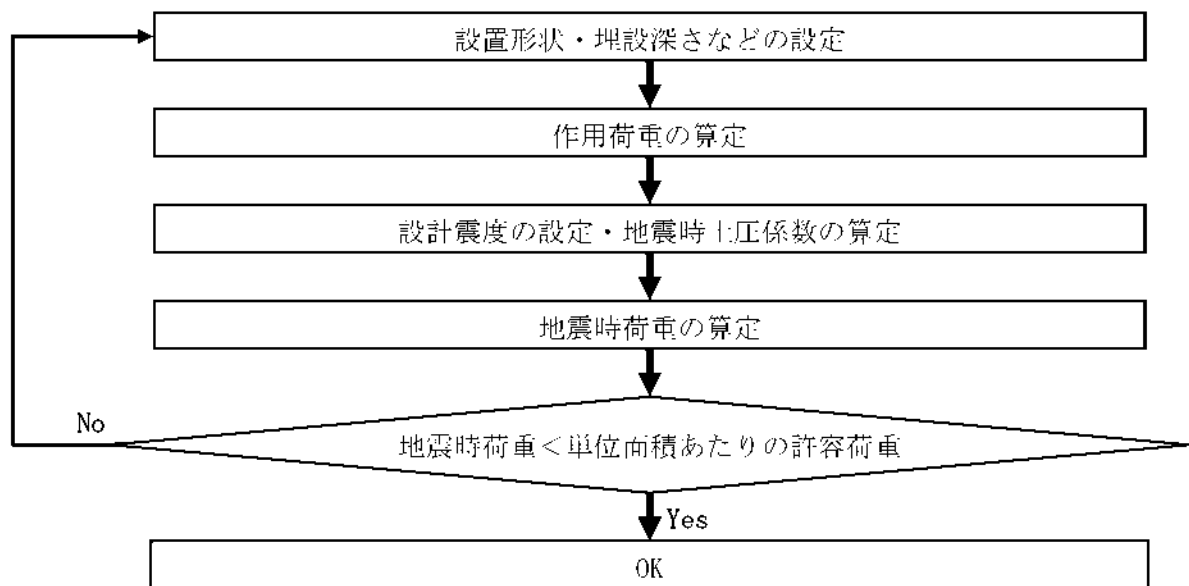 設置形状・埋設深さなどの設定
作用荷重の算定
設計震度の設定・地震時土圧係数の算定
地震時荷重の算定
No
地震時荷重＜単位面積あたりの許容荷重
Yes
OK